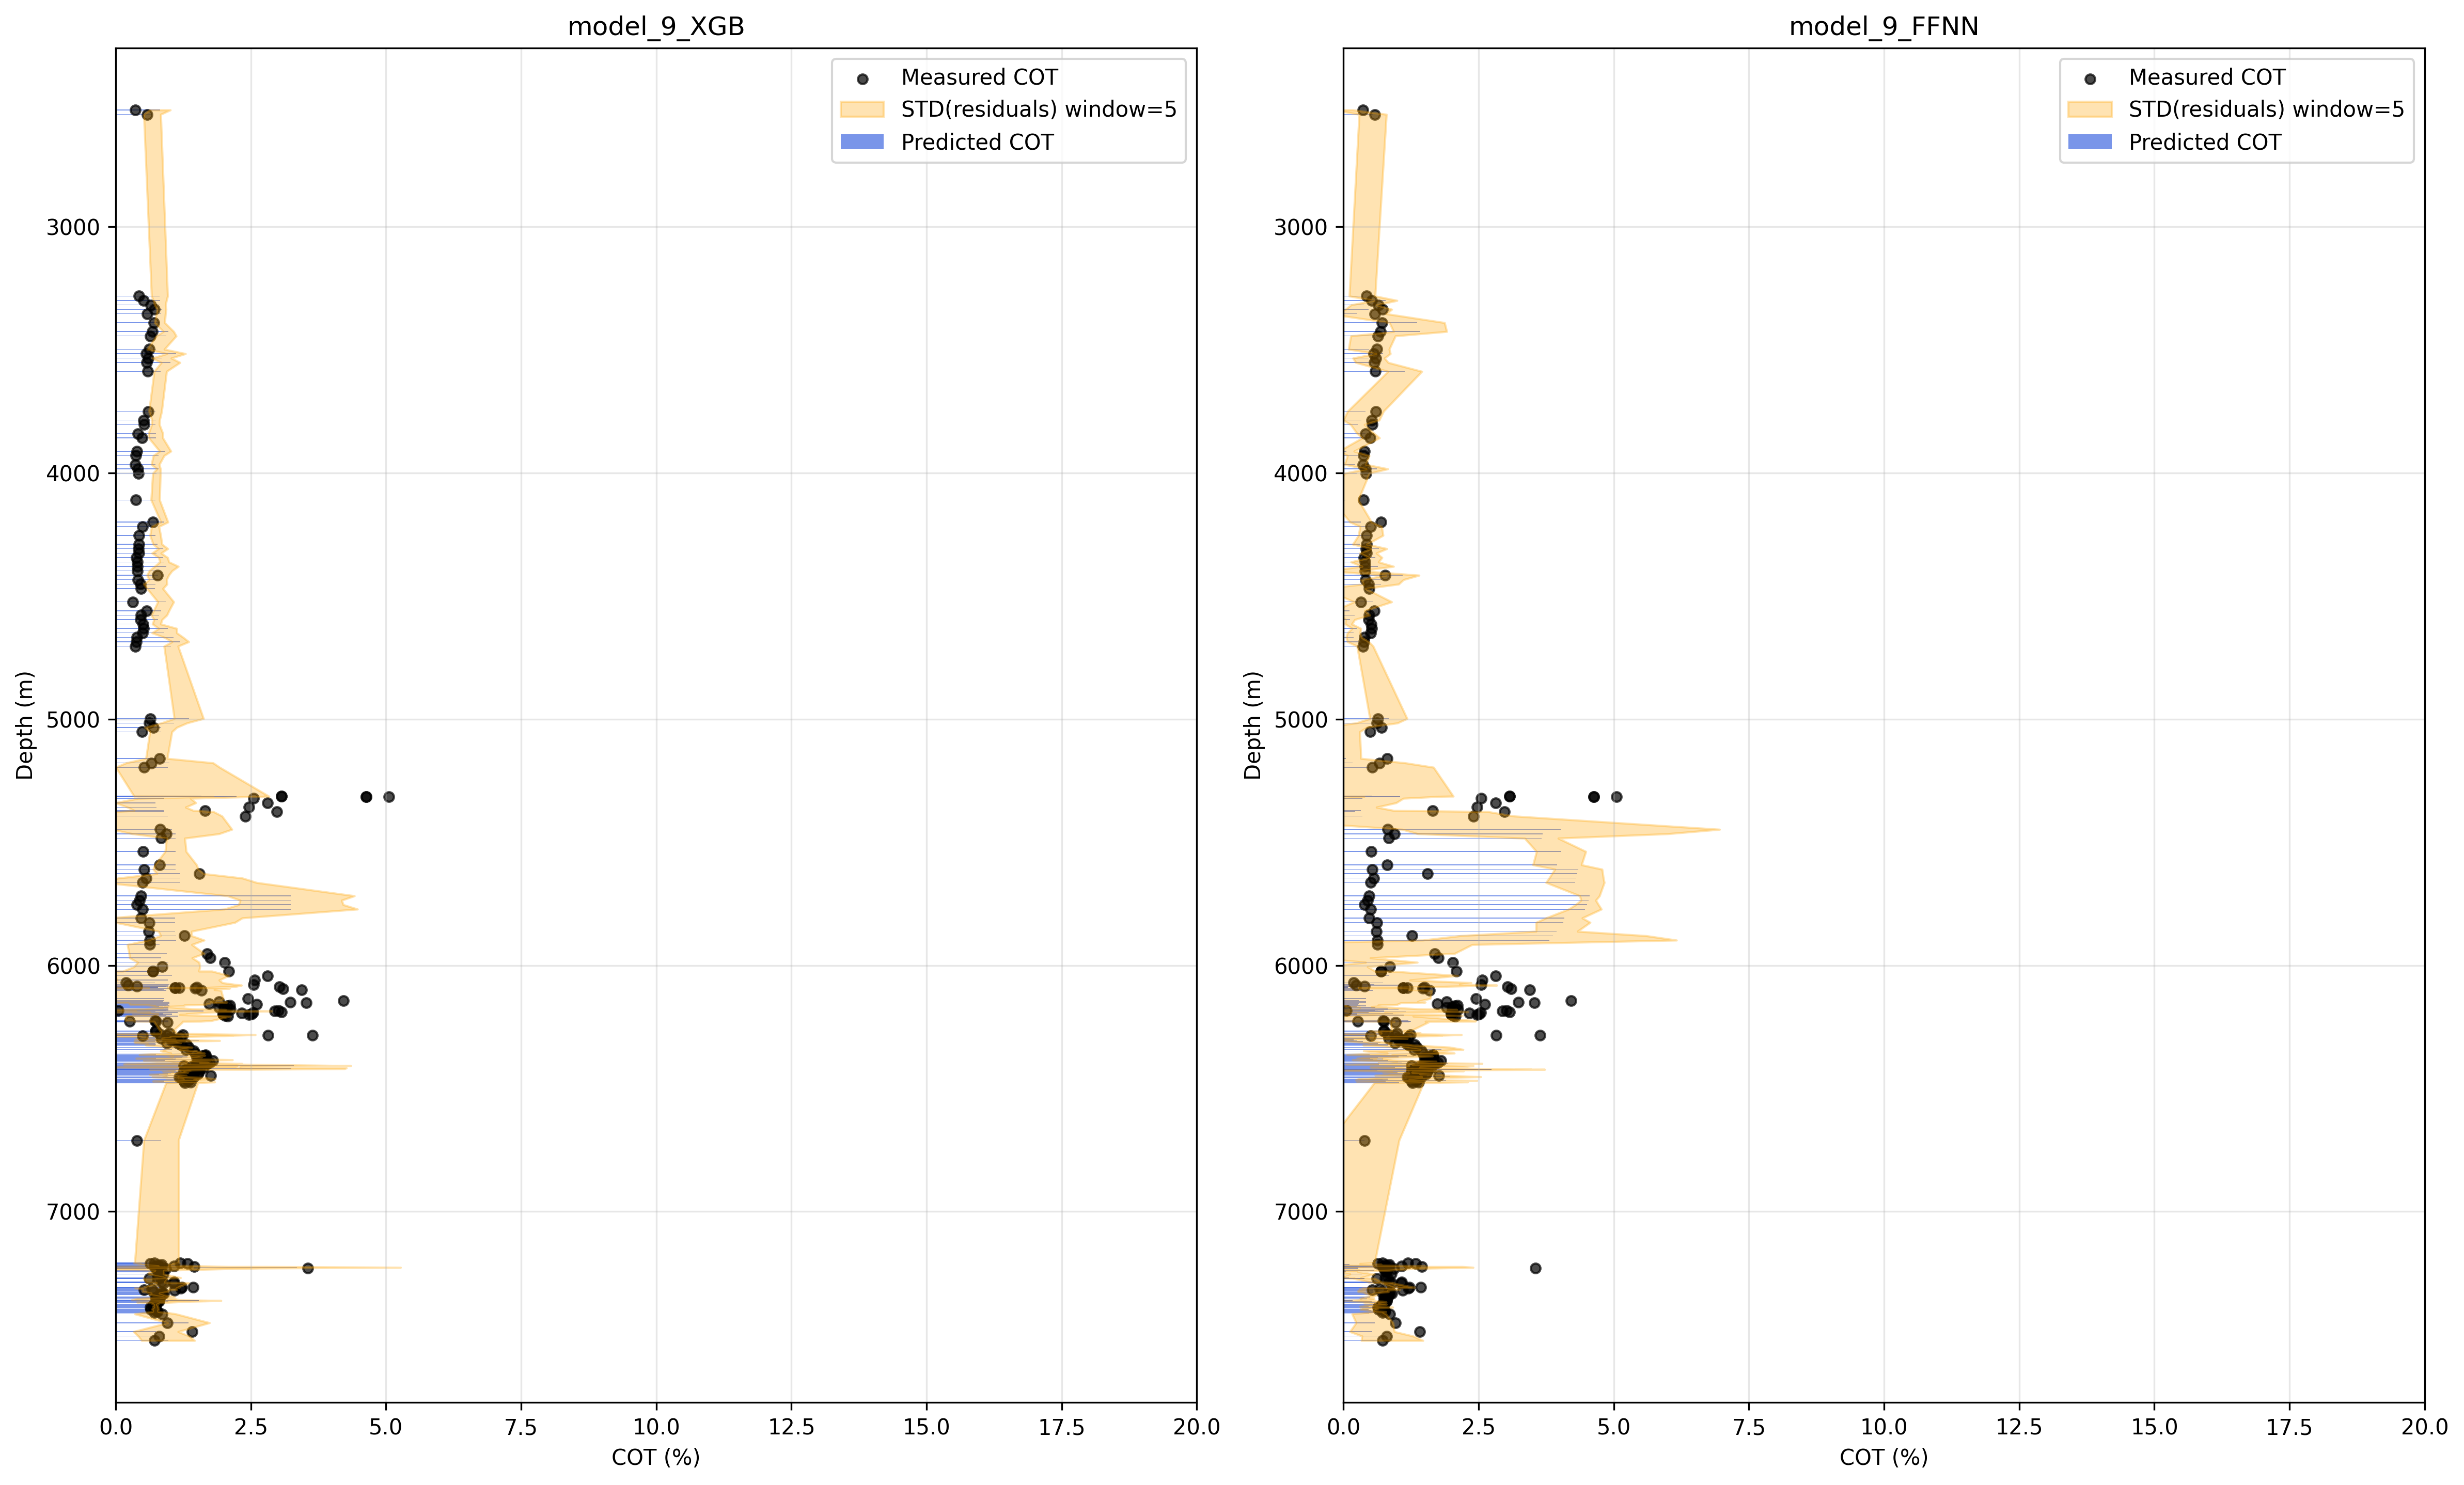 model_9_XGB
Measured COT
STD(residuals) window=5
Predicted COT
3000
4000
5000
6000
7000
Depth (m)
0.0 2.5 5.0 7.5 10.0 12.5 15.0 17.5 20.0
COT (%)
model_9_FFNN
Measured COT
STD(residuals) window=5
Predicted COT
3000
4000
5000
6000
7000
Depth (m)
0.0 2.5 5.0 7.5 10.0 12.5 15.0 17.5 20.0
COT (%)